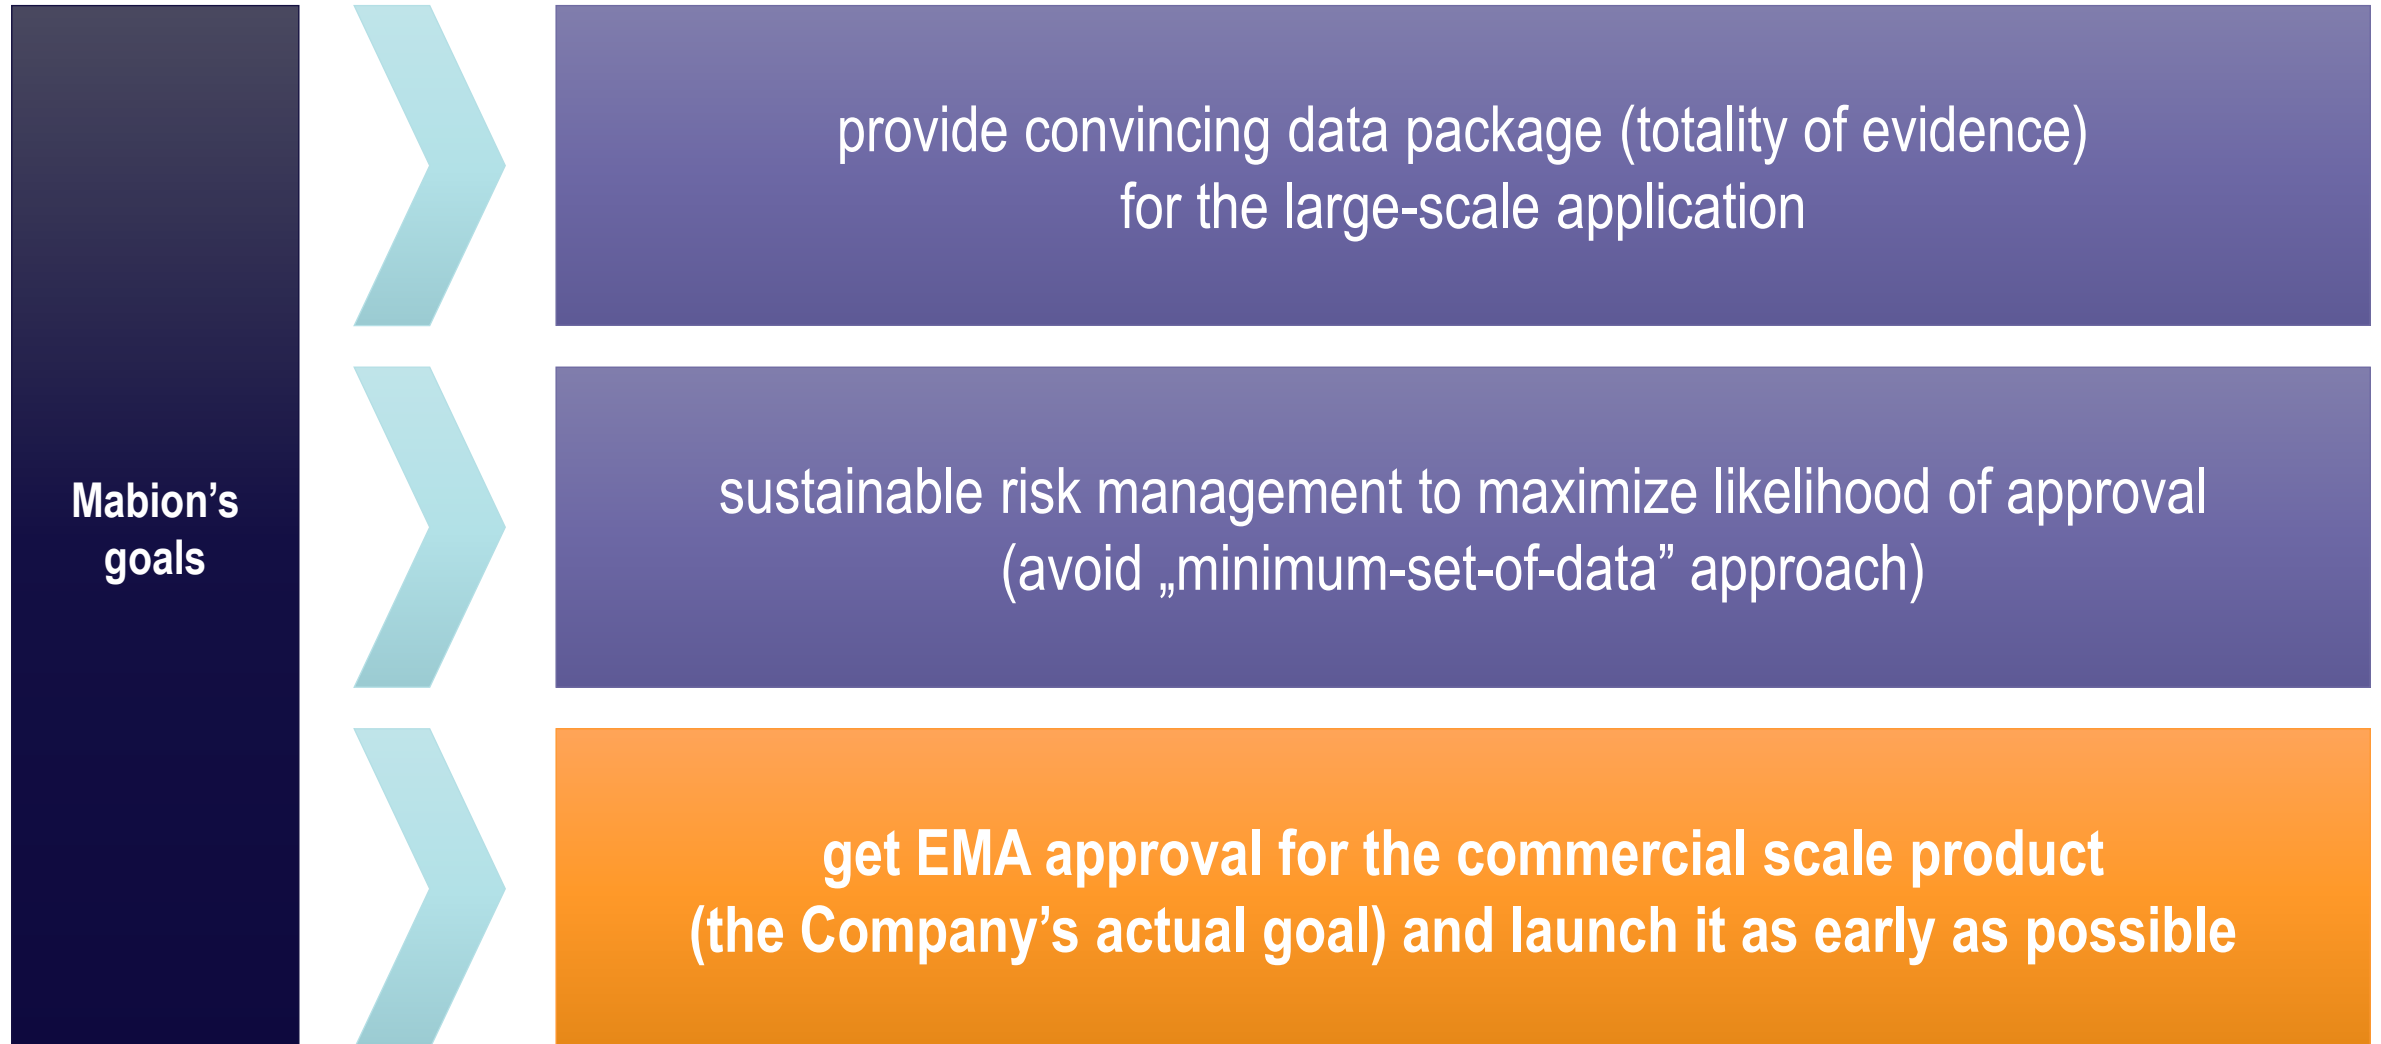 Mabion’s
goals
provide convincing data package (totality of evidence)
for the large-scale application
sustainable risk management to maximize likelihood of approval
(avoid „minimum-set-of-data” approach)
get EMA approval for the commercial scale product
(the Company’s actual goal) and launch it as early as possible